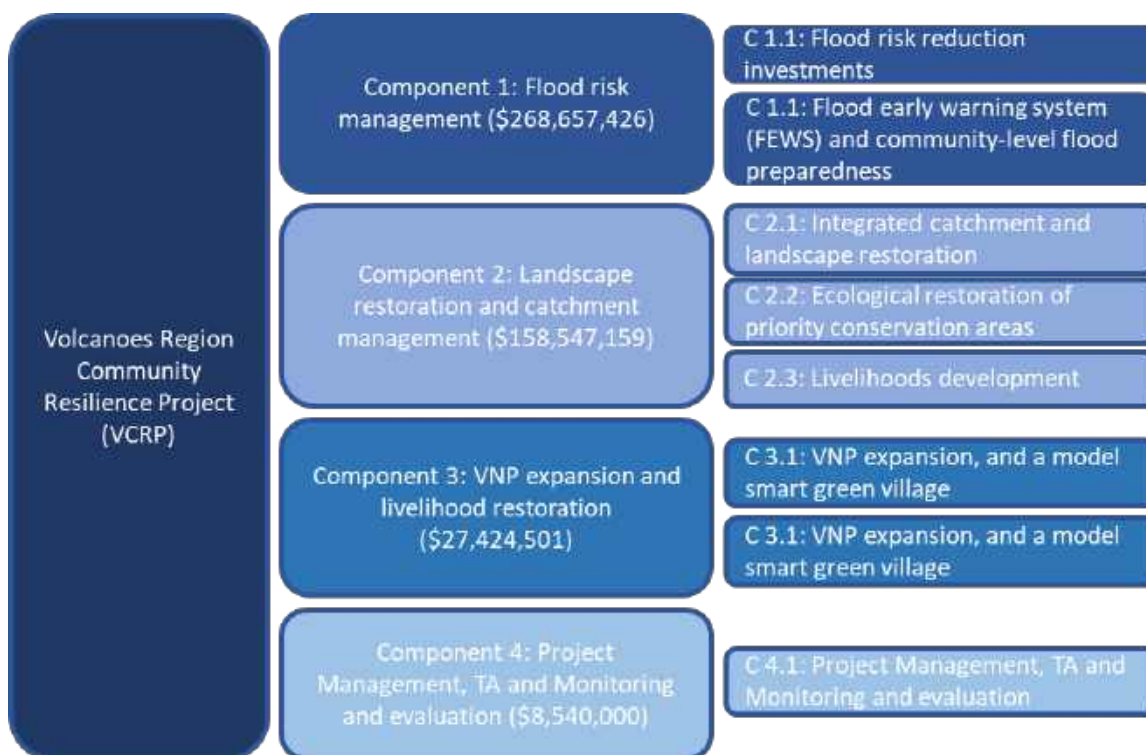 Volcanoes Region
Community
Resilience Project
(VCRP)
Component 1: Flood risk
management ($268,657,426)
C 1.1: Flood risk reduction
investments
C 1.1: Flood early warning system
(FEWS) and community-level flood
preparedness
Component 2: Landscape
restoration and catchment
management ($158,547,159)
C 2.1: Integrated catchment and
landscape restoration
C 2.2: Ecological restoration of
priority conservation areas
C 2.3: Livelihoods development
Component 3: VNP expansion and
livelihood restoration
($27,424,501)
C 3.1: VNP expansion, and a model
smart green village
C 3.1: VNP expansion, and a model
smart green village
Component 4: Project
Management, TA and Monitoring
and evaluation ($8,540,000)
C 4.1: Project Management, TA and
Monitoring and evaluation